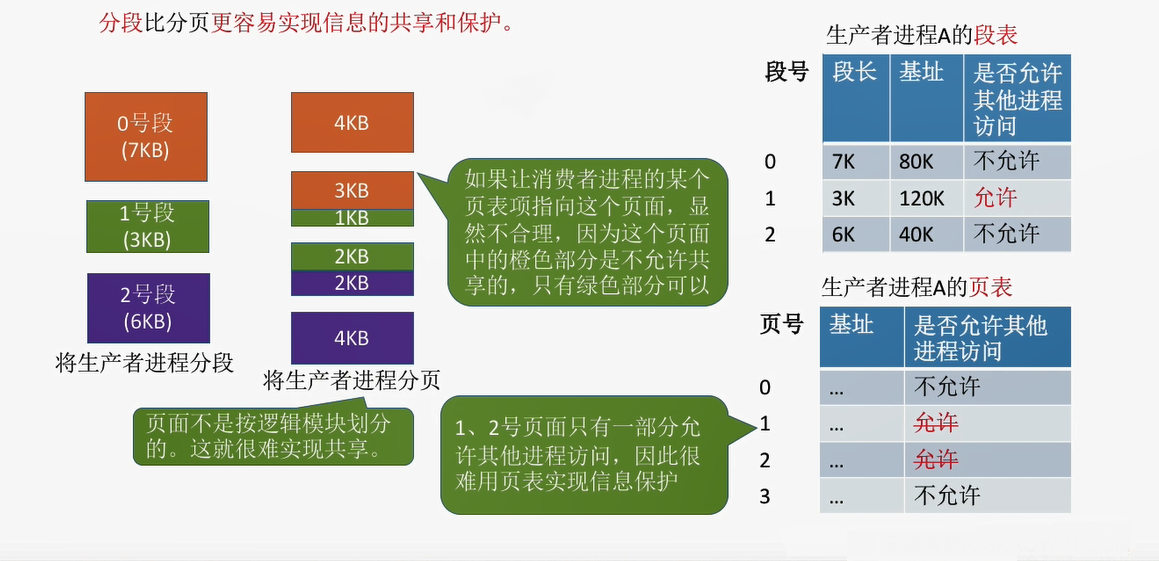 分段比分页更容易实现信息的共享和保护。
0号段
(7KB)
1号段
(3KB)
2号段
(6KB)
将生产者进程分段
4KB
3KB
1KB
2KB
2KB
4KB
将生产者进程分页
页面不是按逻辑模块划分
的。这就很难实现共享。
如果让消费者进程的某个
页表项指向这个页面，显
然不合理，因为这个页面
中的橙色部分是不允许共
享的，只有绿色部分可以
1、2号页面只有一部分允
许其他进程访问，因此很
难用页表实现信息保护
生产者进程A的段表
段号 段长 基址 是否允许
其他进程
访问
0 7K 80K 不允许
1 3K 120K 允许
2 6K 40K 不允许
生产者进程A的页表
页号 基址 是否允许其他
进程访问
0 ... 不允许
1 ... 允许
2 ... 允许
3 ... 不允许